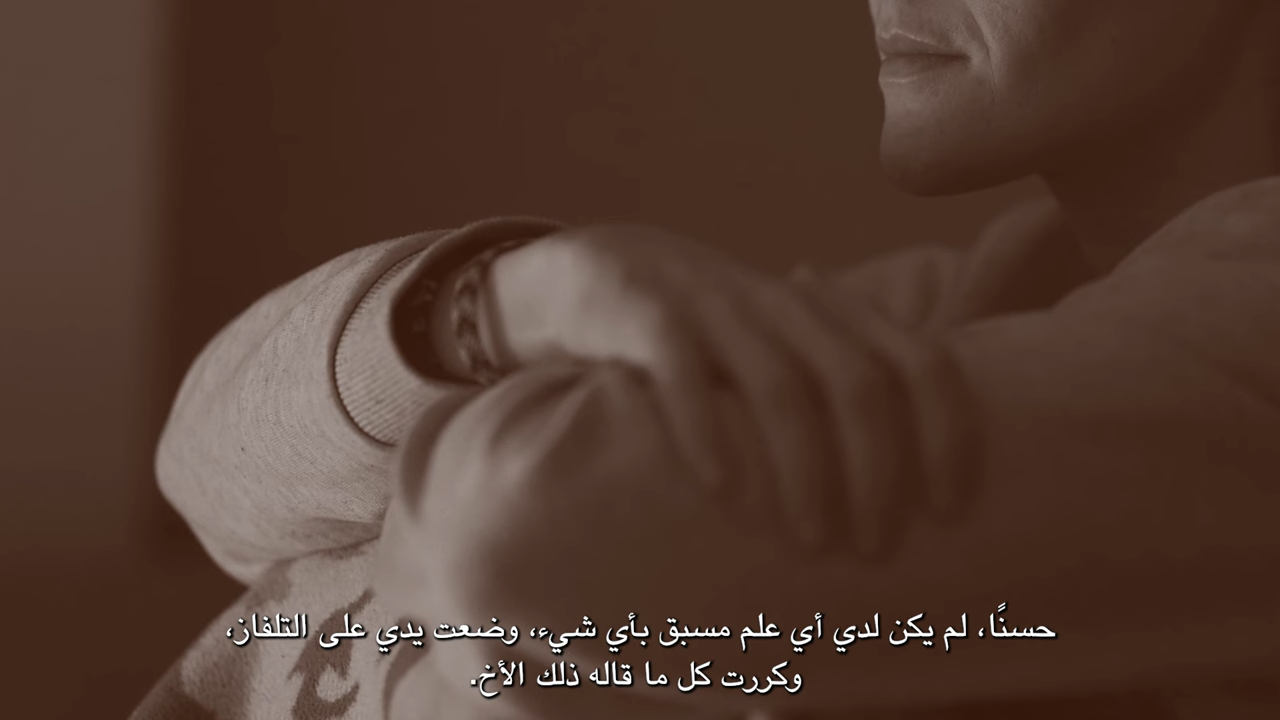 حسنًا، لم يكن لدي أي علم مسبق بأي شيء، وضعت يدي على التلفاز،
وكررت كل ما قاله ذلك الأخ.